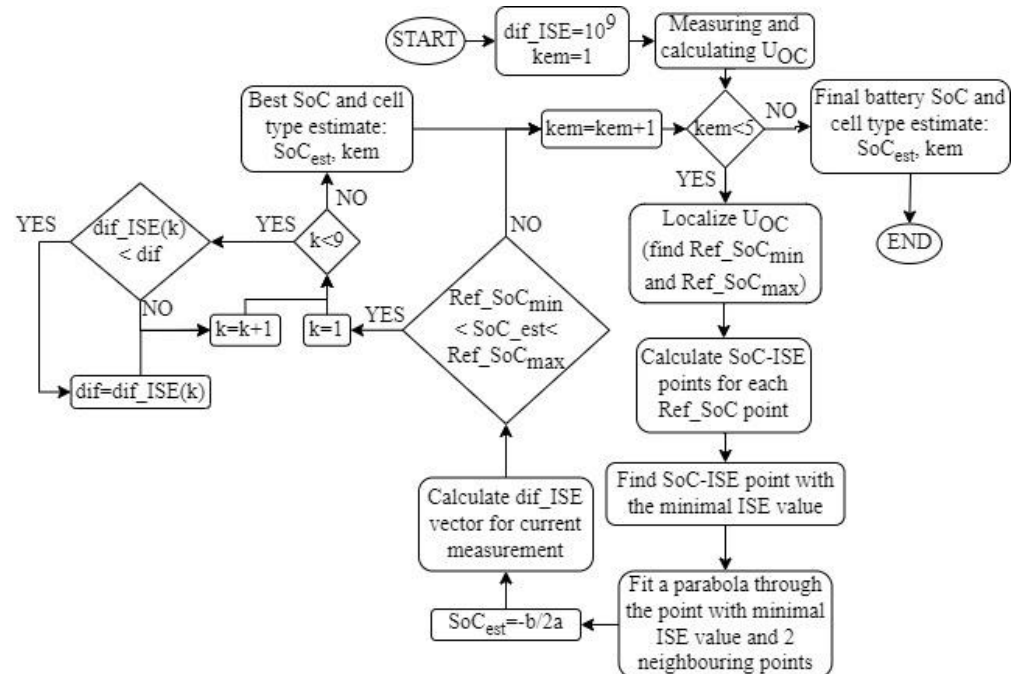 START
dif_ISE=10⁹
kem=1
Measuring and
calculating U_OC
kem<5
NO
YES
Final battery SoC and
cell type estimate:
SoC_est, kem
END
Best SoC and cell
type estimate:
SoC_est, kem
kem=kem+1
Localize U_OC
(find Ref_SoC_min
and Ref_SoC_max)
Calculate SoC-ISE
points for each
Ref_SoC point
Find SoC-ISE point with
the minimal ISE value
Fit a parabola through
the point with minimal
ISE value and 2
neighbouring points
SoC_est=-b/2a
Calculate dif_ISE
vector for current
measurement
Ref_SoC_min
< SoC_est<
Ref_SoC_max
NO
YES
k=1
k<9
NO
YES
dif_ISE(k)
< dif
YES
NO
k=k+1
dif=dif_ISE(k)